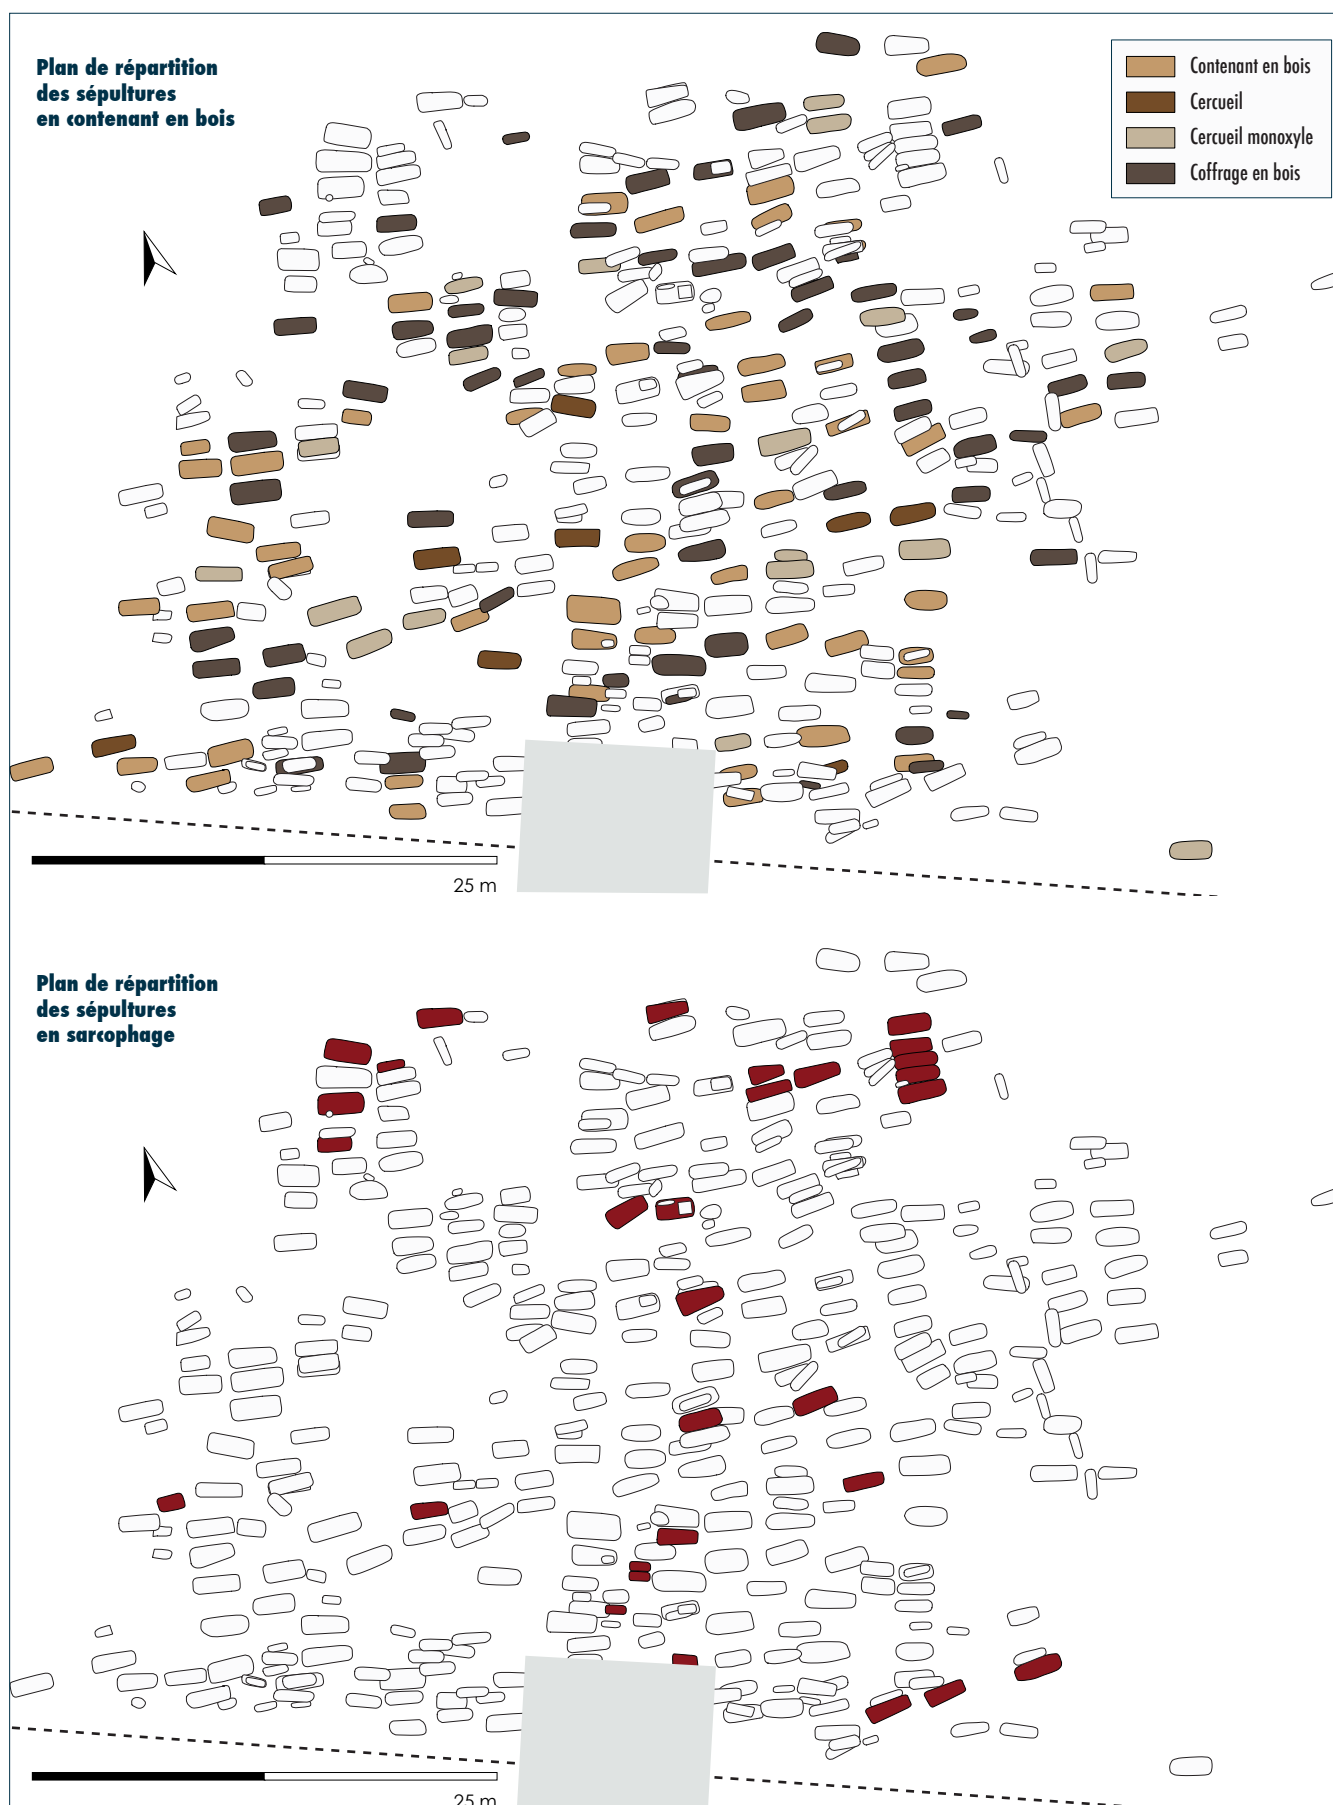 Plan de répartition
des sépultures
en contenant en bois
Contenant en bois
Cercueil
Cercueil monoxyle
Coffrage en bois
25 m
Plan de répartition
des sépultures
en sarcophage
25 m